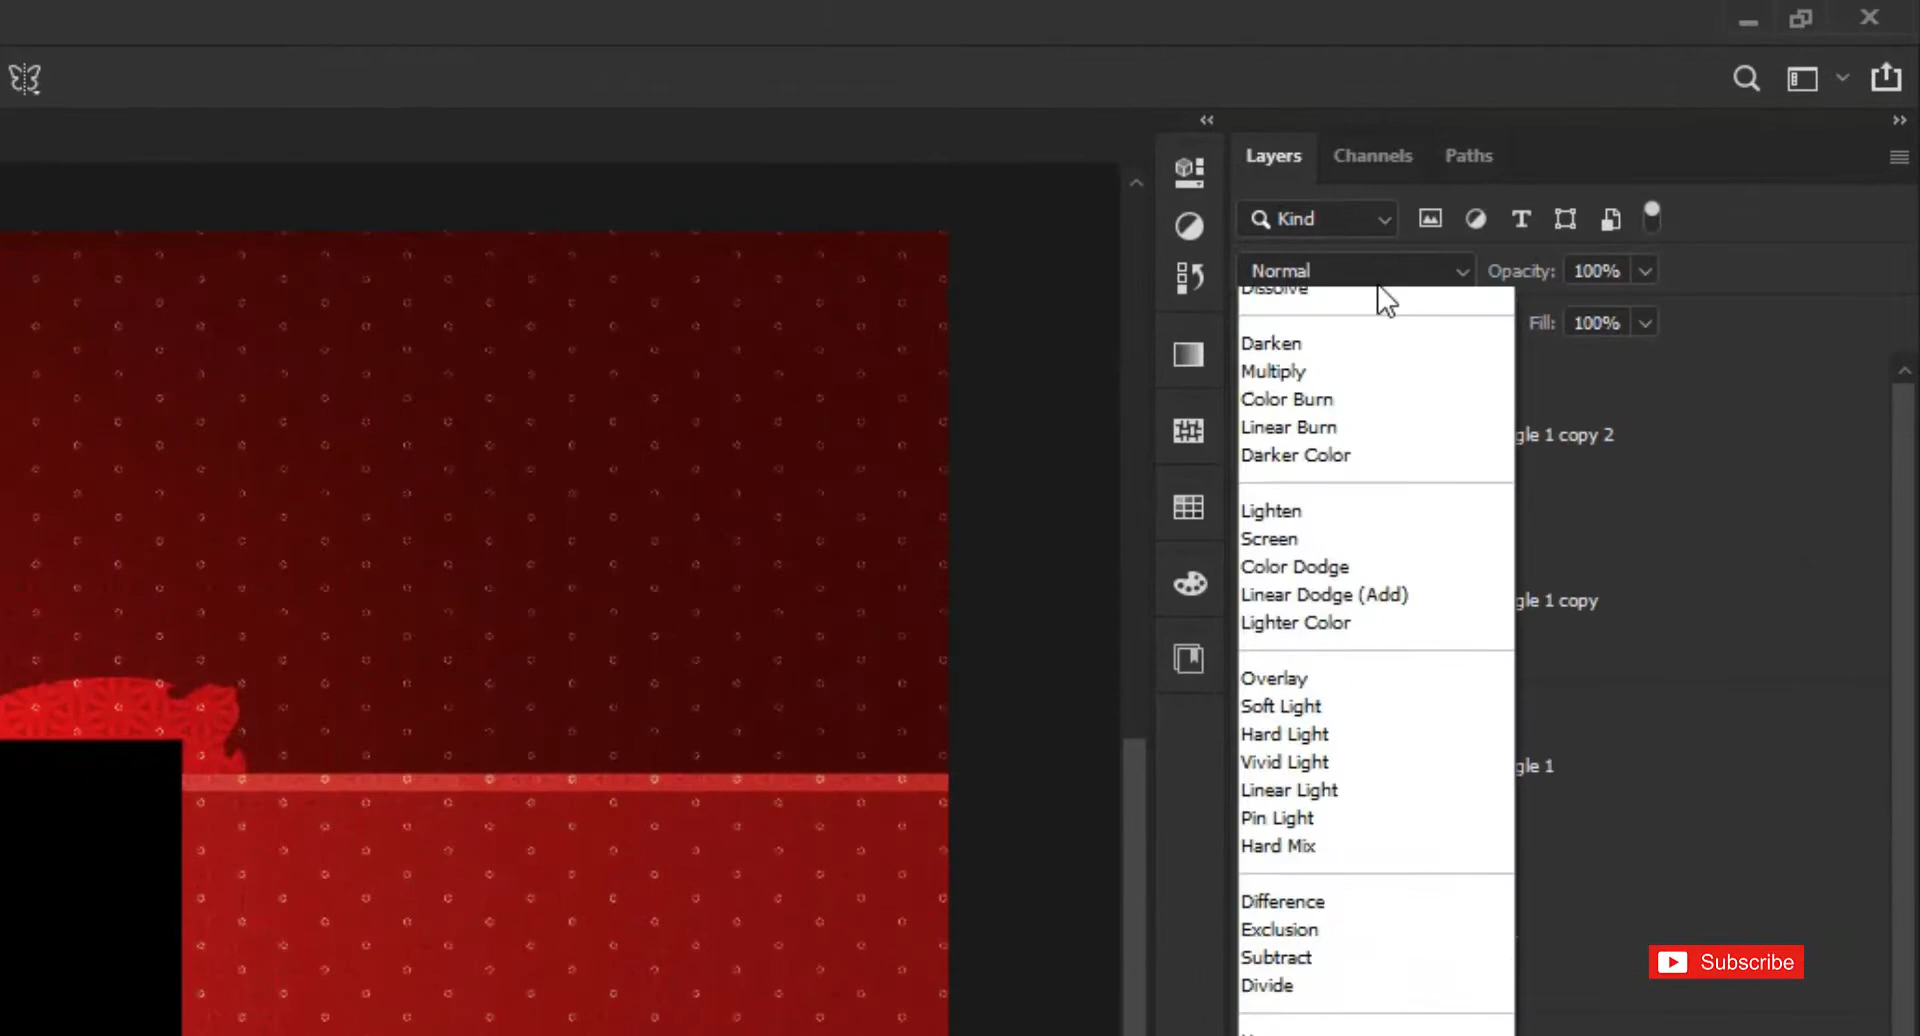 Layers Channels Paths
Kind
Normal Opacity: 100%
Dissolve
Fill: 100%
Darken
Multiply
Color Burn
Linear Burn
Darker Color
gle 1 copy 2
Lighten
Screen
Color Dodge
Linear Dodge (Add)
Lighter Color
gle 1 copy
Overlay
Soft Light
Hard Light
Vivid Light
Linear Light
Pin Light
Hard Mix
gle 1
Difference
Exclusion
Subtract
Divide
Subscribe